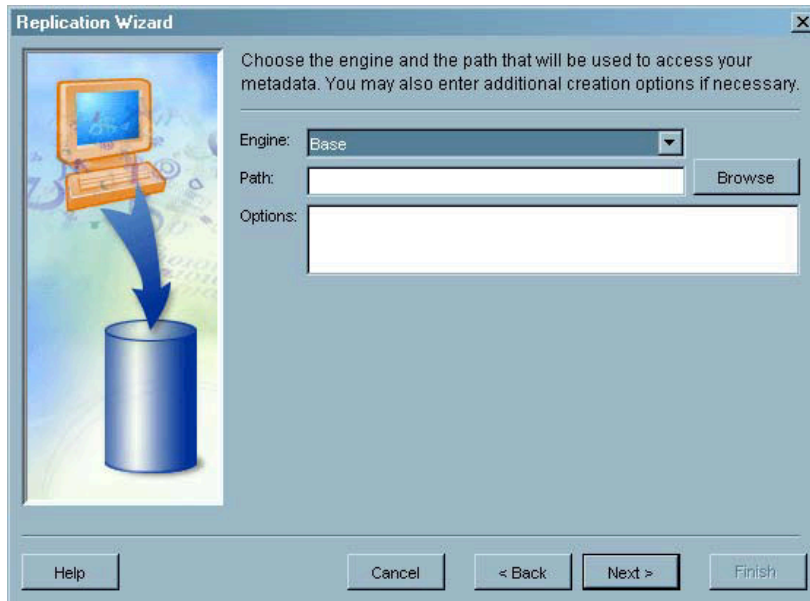 Replication Wizard
Choose the engine and the path that will be used to access your
metadata. You may also enter additional creation options if necessary.
Engine: Base
Path: Browse
Options:
Help Cancel < Back Next > Finish